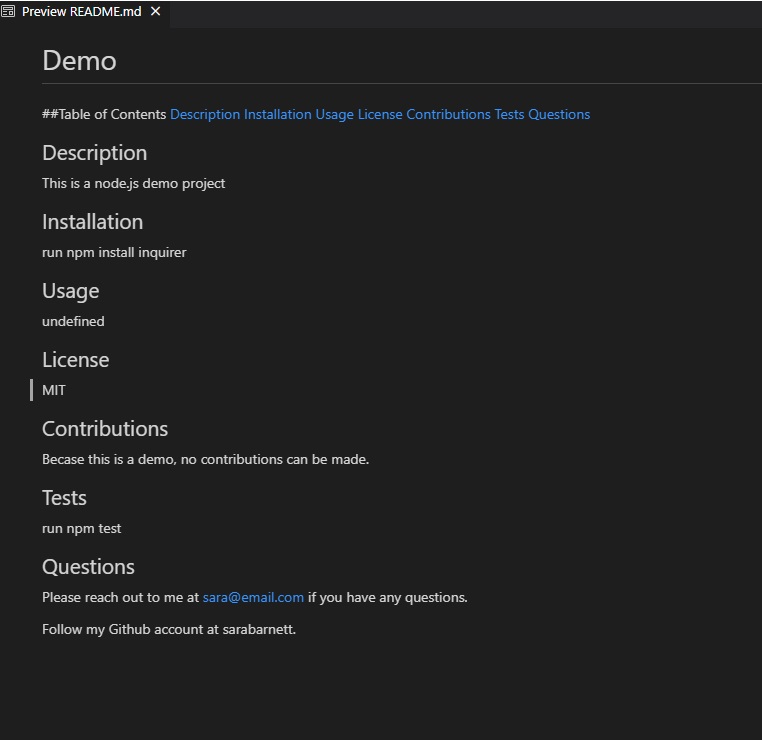 Preview README.md
Demo
##Table of Contents Description Installation Usage License Contributions Tests Questions
Description
This is a node.js demo project
Installation
run npm install inquirer
Usage
undefined
License
MIT
Contributions
Becase this is a demo, no contributions can be made.
Tests
run npm test
Questions
Please reach out to me at sara@email.com if you have any questions.
Follow my Github account at sarabarnett.